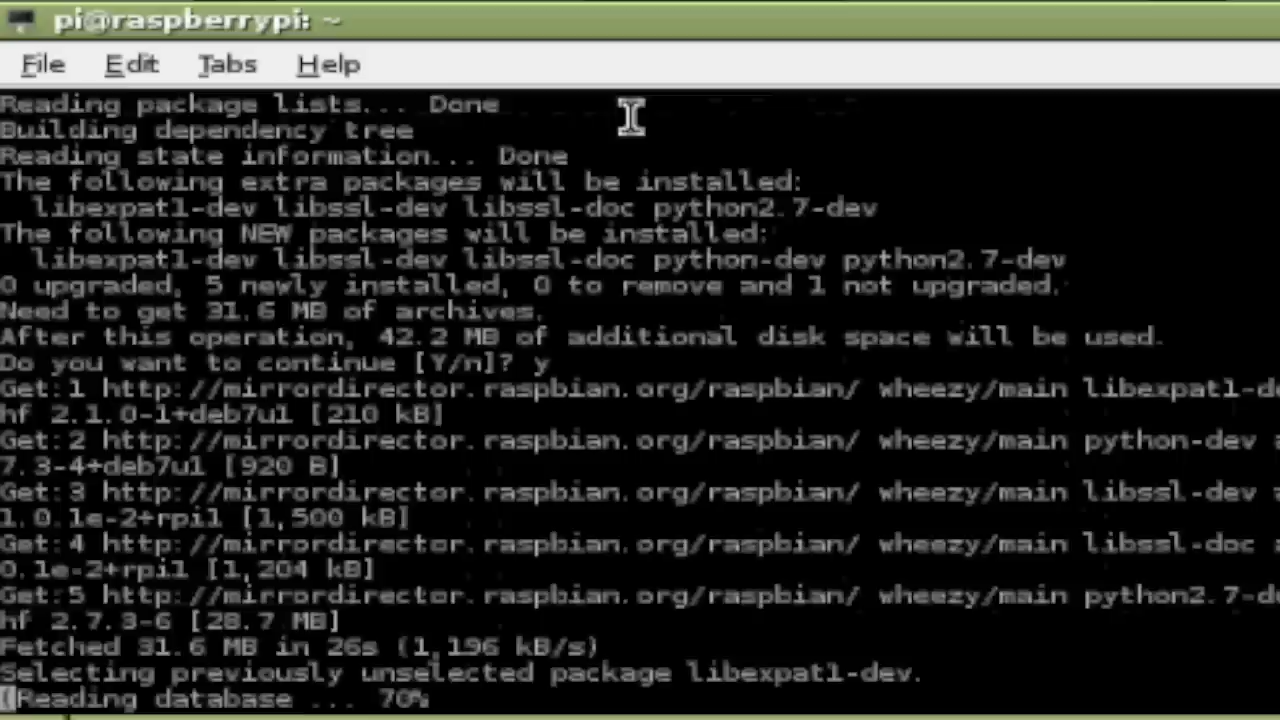 pi@raspberrypi: ~
File Edit Tabs Help
Reading package lists... Done
Building dependency tree
Reading state information... Done
The following extra packages will be installed:
libexpat1-dev libssl-dev libssl-doc python2.7-dev
The following NEW packages will be installed:
libexpat1-dev libssl-dev libssl-doc python-dev python2.7-dev
0 upgraded, 5 newly installed, 0 to remove and 1 not upgraded.
Need to get 31.6 MB of archives.
After this operation, 42.2 MB of additional disk space will be used.
Do you want to continue [Y/n]? y
Get:1 http://mirrordirector.raspbian.org/raspbian/ wheezy/main libexpat1-d
hf 2.1.0-1+deb7u1 [210 kB]
Get:2 http://mirrordirector.raspbian.org/raspbian/ wheezy/main python-dev
7.3-4+deb7u1 [920 B]
Get:3 http://mirrordirector.raspbian.org/raspbian/ wheezy/main libssl-dev
1.0.1e-2+rpi1 [1,500 kB]
Get:4 http://mirrordirector.raspbian.org/raspbian/ wheezy/main libssl-doc
0.1e-2+rpi1 [1,204 kB]
Get:5 http://mirrordirector.raspbian.org/raspbian/ wheezy/main python2.7-d
hf 2.7.3-6 [28.7 MB]
Fetched 31.6 MB in 26s (1,196 kB/s)
Selecting previously unselected package libexpat1-dev.
(Reading database ... 70%